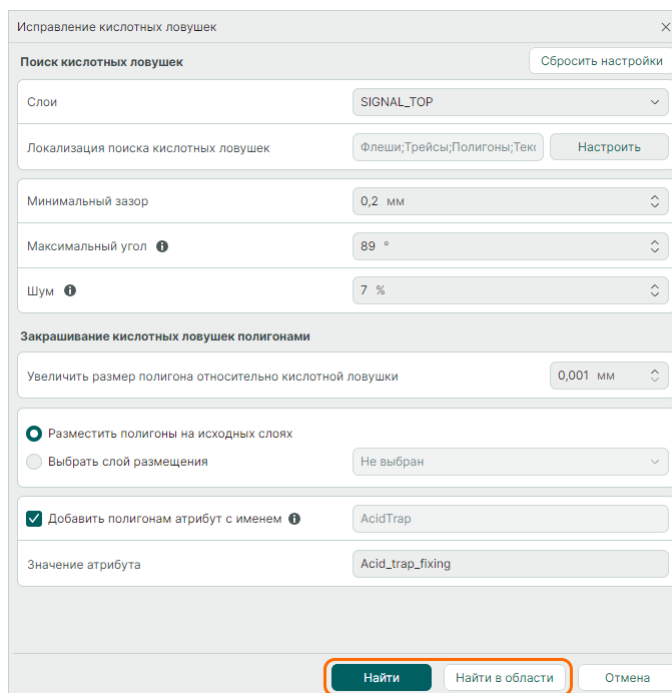 Исправление кислотных ловушек
Поиск кислотных ловушек
Сбросить настройки
Слои
SIGNAL_TOP
Локализация поиска кислотных ловушек
Флеши;Трейсы;Полигоны;Текс
Настроить
Минимальный зазор
0,2 мм
Максимальный угол
89 °
Шум
7 %
Закрашивание кислотных ловушек полигонами
Увеличить размер полигона относительно кислотной ловушки
0,001 мм
Разместить полигоны на исходных слоях
Выбрать слой размещения
Не выбран
Добавить полигонам атрибут с именем
AcidTrap
Значение атрибута
Acid_trap_fixing
Найти
Найти в области
Отмена